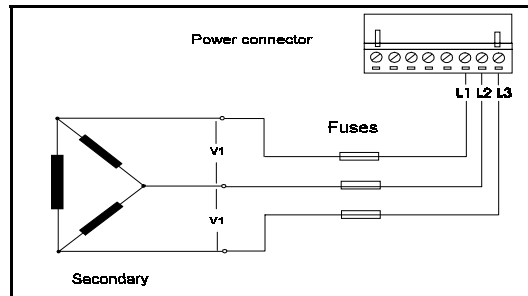 Power connector
L1 L2 L3
Fuses
V1
V1
Secondary